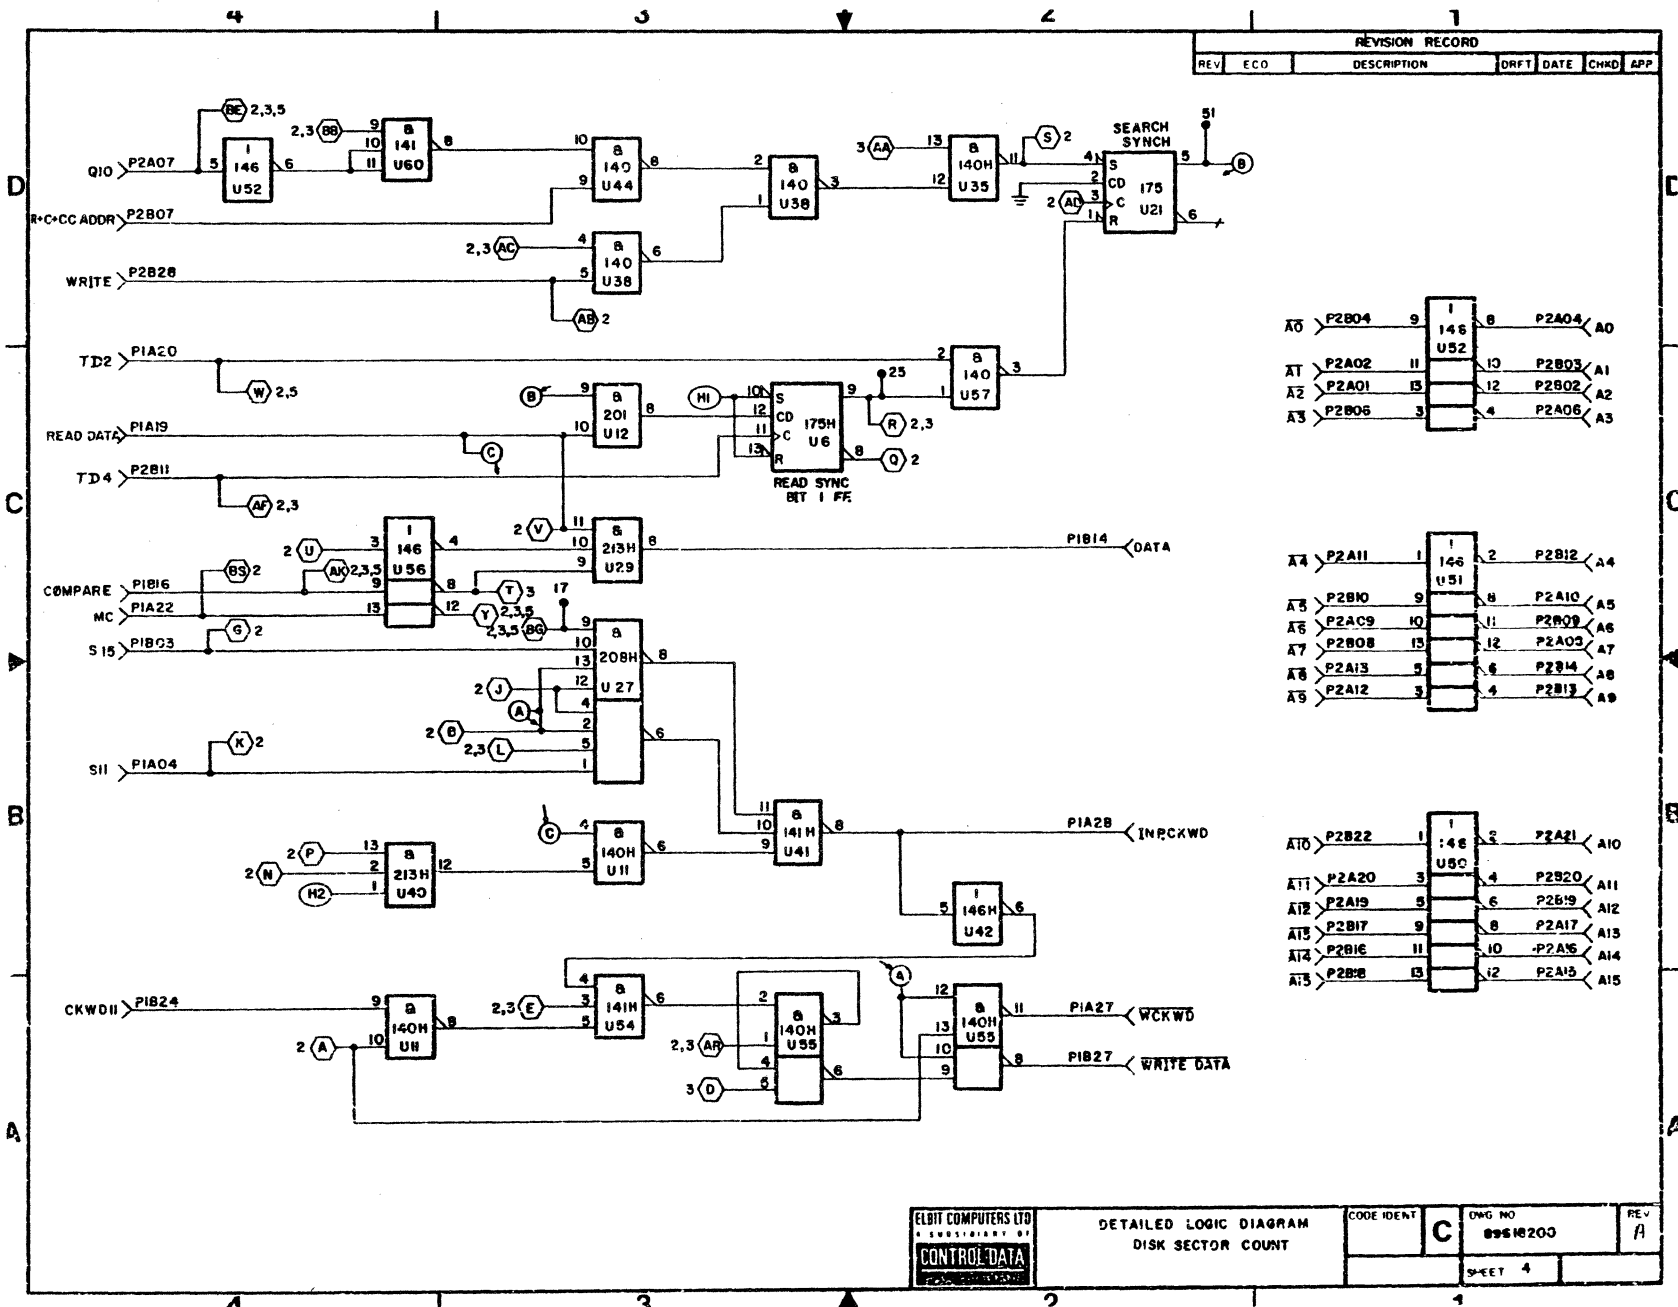 4 3 2 1
REVISION RECORD
REV ECO DESCRIPTION DRFT DATE CHKD APP
D
BE 2,3,5
Q10 P2A07 5 1 146 U52 6
2,3 BB 9 10 11 & 141 U60 8
R+C+CC ADDR P2B07
10 9 & 140 U44 8
2,3 AC 4 5 & 140 U38 6
WRITE P2B28
AB 2
2 1 & 140 U38 3
3 AA 13 12 & 140H U35 11
S 2
SEARCH SYNCH
4 S 2 CD 3 C 1 R 175 U21 5 6
2 AD
51
B
TD2 P1A20
W 2,5
2 1 & 140 U57 3
B 9 10 & 201 U12 8
READ DATA P1A19
C
H1
10 S 12 CD 11 C 13 R 175H U6 9 8
READ SYNC
BIT 1 FF
25
R 2,3
Q 2
TD4 P2B11
AF 2,3
C
2 V 11 10 9 & 213H U29 8
P1B14 DATA
2 U 3 1 146 U56 4
BS 2
AK 2,3,5
COMPARE P1B16 9 8 T 3
MC P1A22 13 12 Y 2,3,5
17
2,3,5 BG 9
G 2
S15 P1B03 10
& 208H U27 8
13
2 J 12
A 4
2 B 2
2,3 L 5
6
K 2
S11 P1A04 1
B
C 4 5 & 140H U11 6
2 P 13
2 N 2
H2 1
& 213H U40 12
11 10 9 & 141H U41 8
P1A28 INPCKWD
5 1 146H U42 6
CKWD11 P1B24 9
2 A 10
& 140H U11 8
4
2,3 E 3
5
& 141H U54 6
2
2,3 AR 1
& 140H U55 3
4
3 D 5
6
A
12 13 & 140H U55 11
P1A27 WCKWD
10 9 8
P1B27 WRITE DATA
A
A0 P2B04 9 1 146 U52 8 P2A04 A0
A1 P2A02 11 10 P2B03 A1
A2 P2A01 13 12 P2B02 A2
A3 P2B06 3 4 P2A06 A3
A4 P2A11 1 1 146 U51 2 P2B12 A4
A5 P2B10 9 8 P2A10 A5
A6 P2A09 10 11 P2B09 A6
A7 P2B08 13 12 P2A03 A7
A8 P2A13 5 6 P2B14 A8
A9 P2A12 3 4 P2B13 A9
A10 P2B22 1 1 146 U50 2 P2A21 A10
A11 P2A20 3 4 P2B20 A11
A12 P2A19 5 6 P2B19 A12
A13 P2B17 9 8 P2A17 A13
A14 P2B16 11 10 P2A16 A14
A15 P2B18 13 12 P2A13 A15
ELBIT COMPUTERS LTD
A SUBSIDIARY OF
CONTROL DATA
DETAILED LOGIC DIAGRAM
DISK SECTOR COUNT
CODE IDENT
C
DWG NO
89618200
REV
A
SHEET 4
4 3 2 1